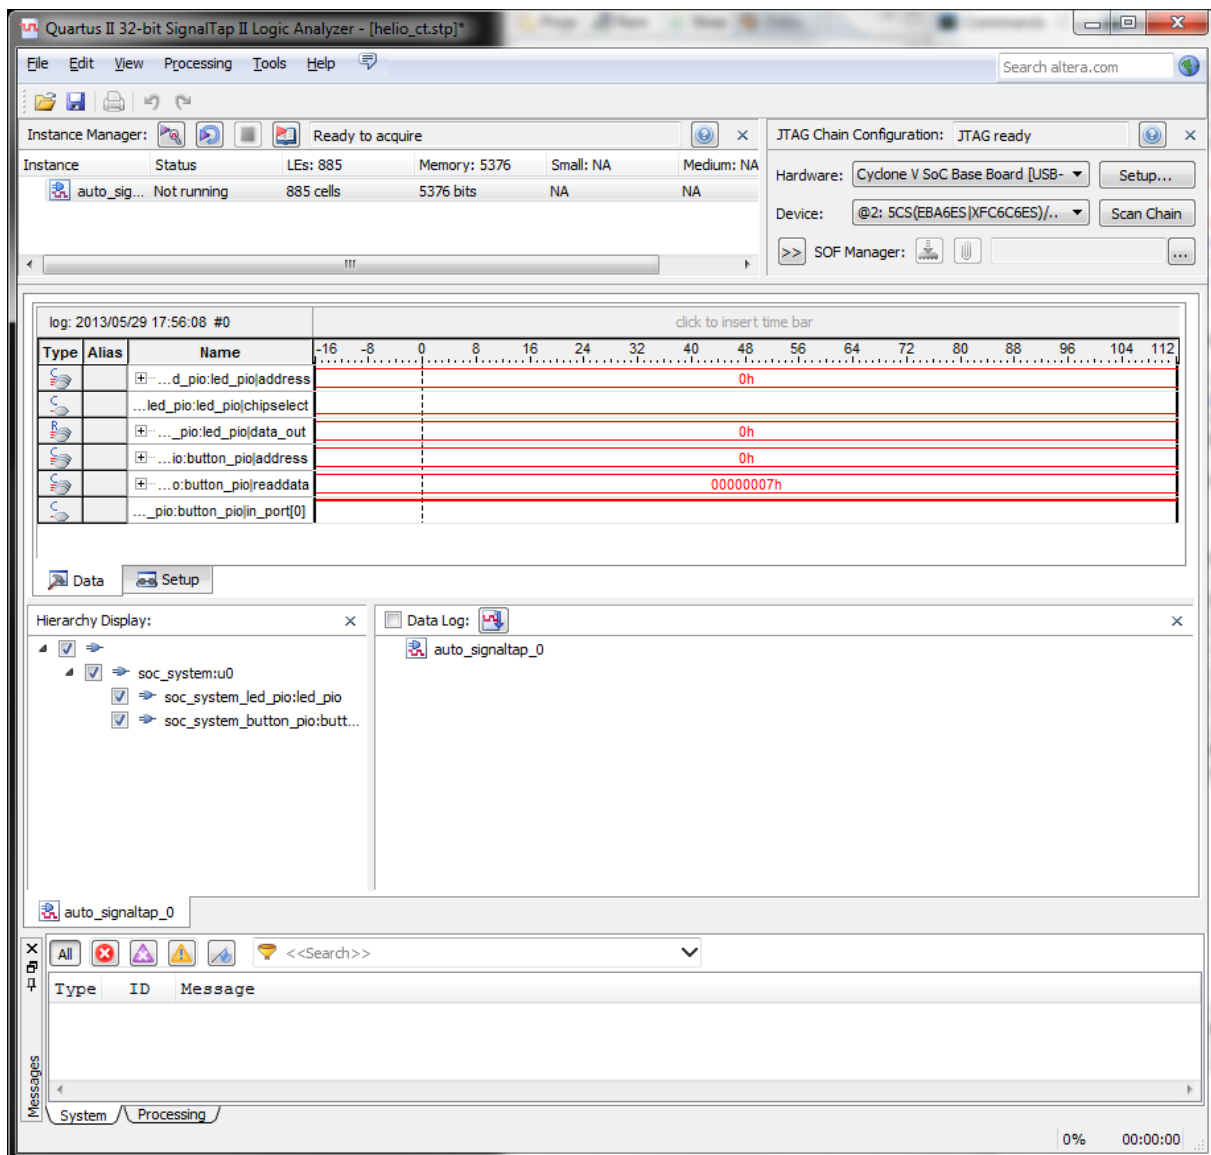 Quartus II 32-bit SignalTap II Logic Analyzer - [helio_ct.stp]*
File Edit View Processing Tools Help
Search altera.com
Instance Manager: Ready to acquire
JTAG Chain Configuration: JTAG ready
Instance Status LEs: 885 Memory: 5376 Small: NA Medium: NA
auto_sig... Not running 885 cells 5376 bits NA NA
Hardware: Cyclone V SoC Base Board [USB- Setup...
Device: @2: 5CS(EBA6ES|XFC6C6ES)/.. Scan Chain
>> SOF Manager: ...
log: 2013/05/29 17:56:08 #0 click to insert time bar
Type Alias Name -16 -8 0 8 16 24 32 40 48 56 64 72 80 88 96 104 112
C ...d_pio:led_pio|address 0h
C ...led_pio:led_pio|chipselect
R ..._pio:led_pio|data_out 0h
C ...io:button_pio|address 0h
C ...o:button_pio|readdata 00000007h
C ..._pio:button_pio|in_port[0]
Data Setup
Hierarchy Display:
soc_system:u0
soc_system_led_pio:led_pio
soc_system_button_pio:butt...
Data Log:
auto_signaltap_0
auto_signaltap_0
All <<Search>>
Type ID Message
Messages
System Processing
0% 00:00:00